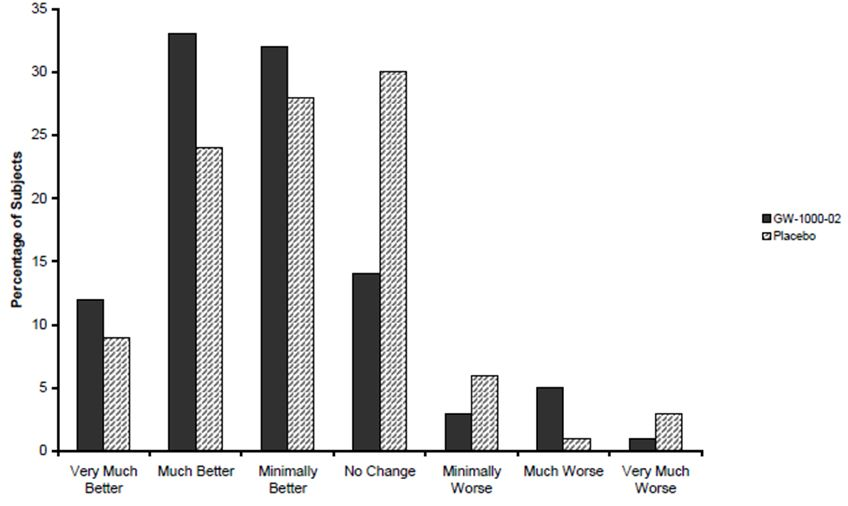 35
30
25
20
15
10
5
0
Percentage of Subjects
Very Much
Better
Much Better
Minimally
Better
No Change
Minimally
Worse
Much Worse
Very Much
Worse
GW-1000-02
Placebo